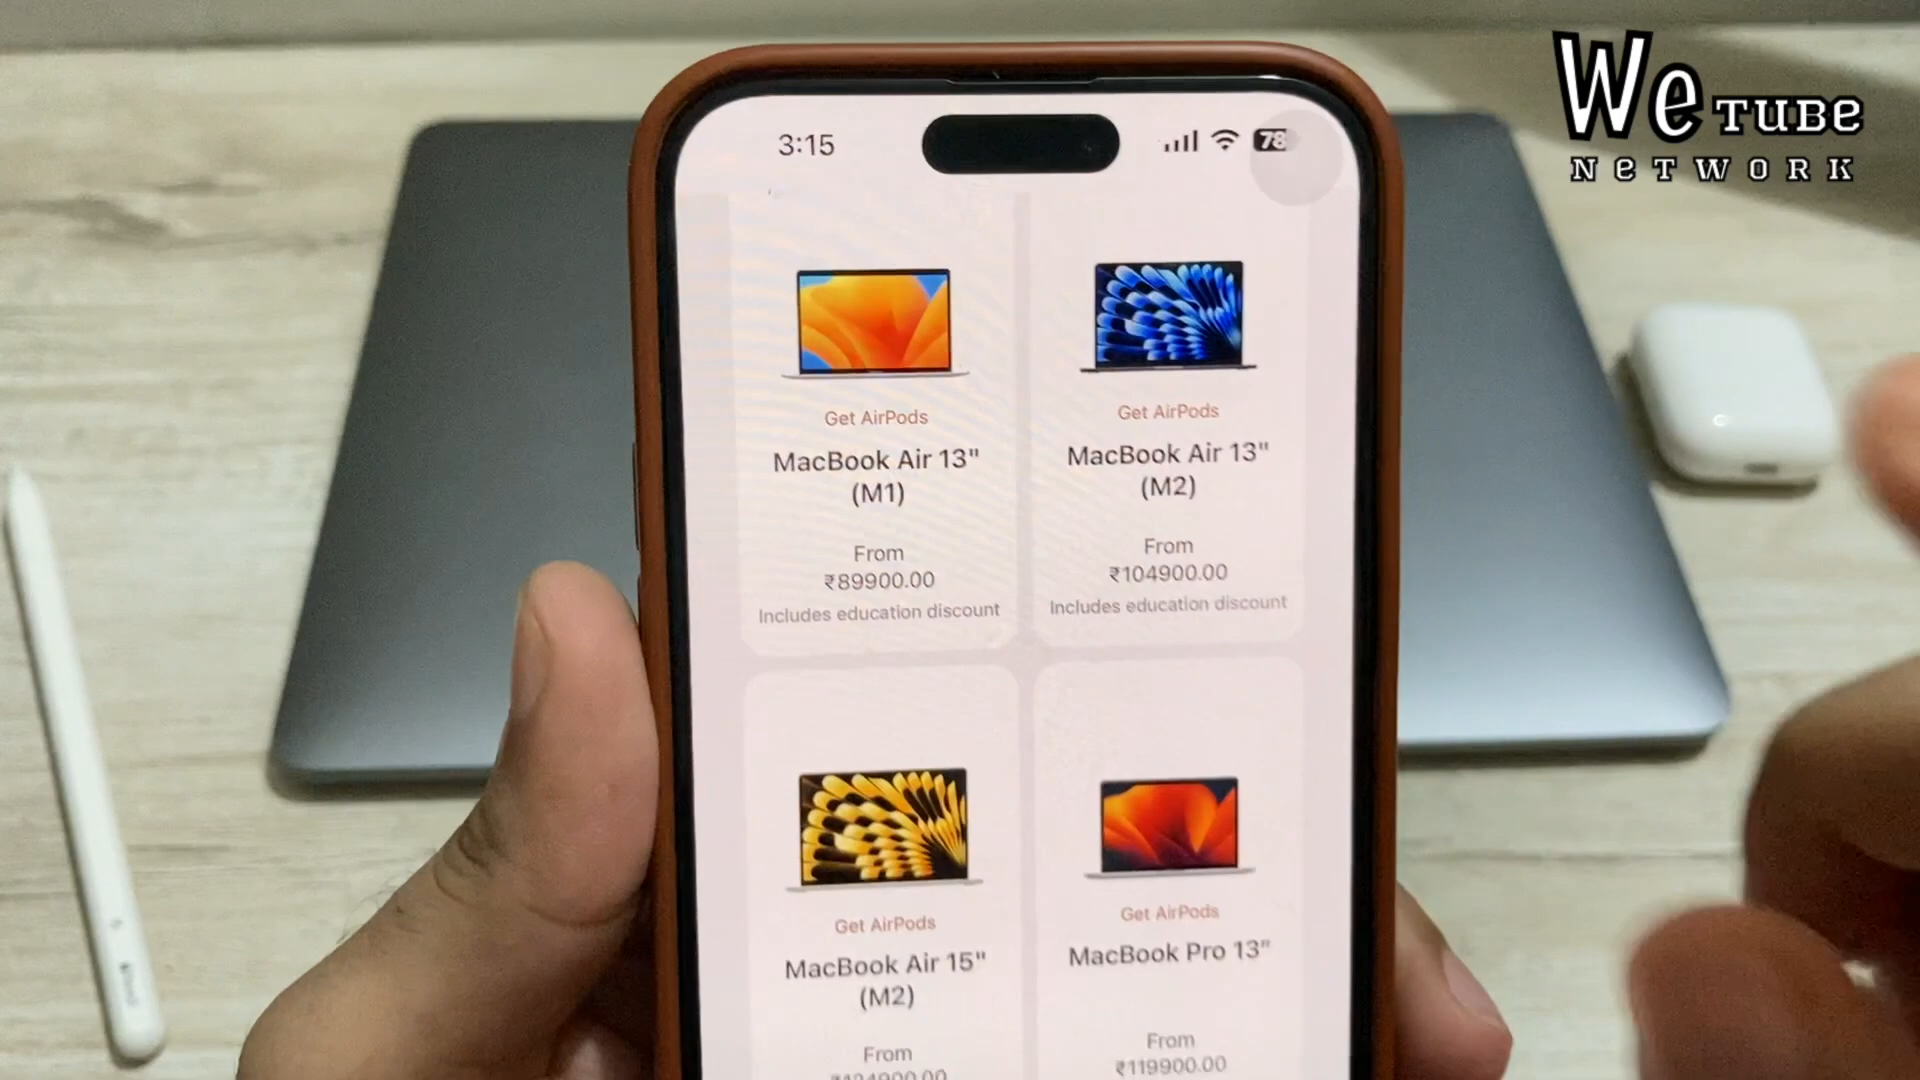 We TUBE
NETWORK
3:15
78
Get AirPods
MacBook Air 13"
(M1)
From
₹89900.00
Includes education discount
Get AirPods
MacBook Air 13"
(M2)
From
₹104900.00
Includes education discount
Get AirPods
MacBook Air 15"
(M2)
From
Get AirPods
MacBook Pro 13"
From
₹119900.00